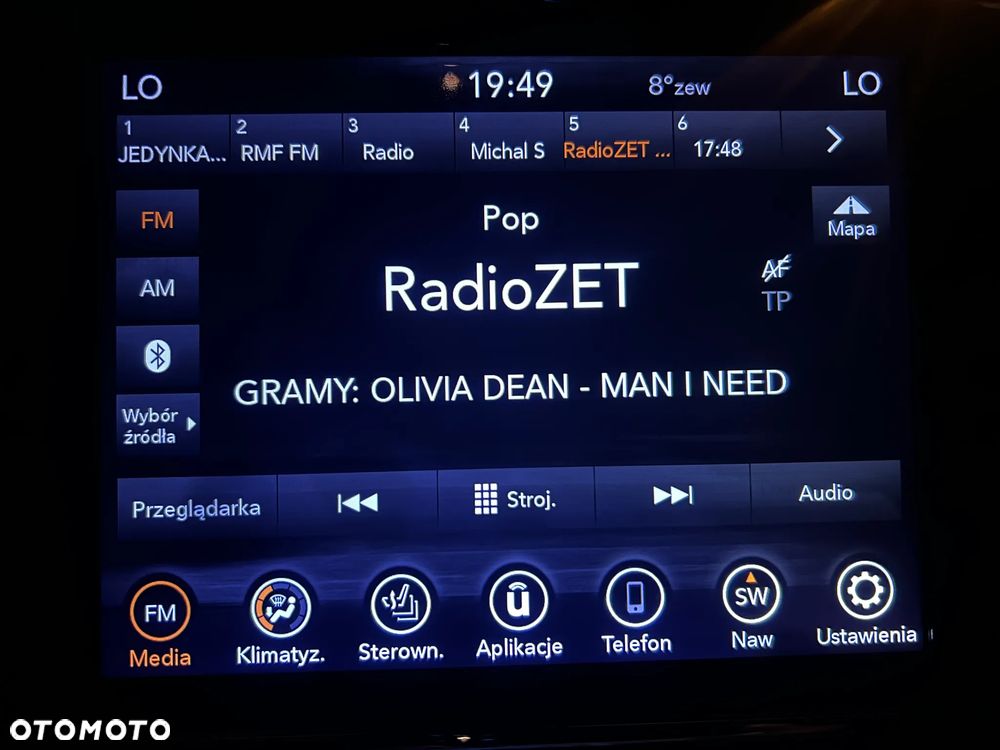 LO 19:49 8°zew LO
1 2 3 4 5 6
JEDYNKA... RMF FM Radio Michal S RadioZET ... 17:48
FM Pop
Mapa
RadioZET AF
AM TP
GRAMY: OLIVIA DEAN - MAN I NEED
Wybór
źródła
Przeglądarka Stroj. Audio
FM ū SW
Media Klimatyz. Sterown. Aplikacje Telefon Naw Ustawienia
OTOMOTO